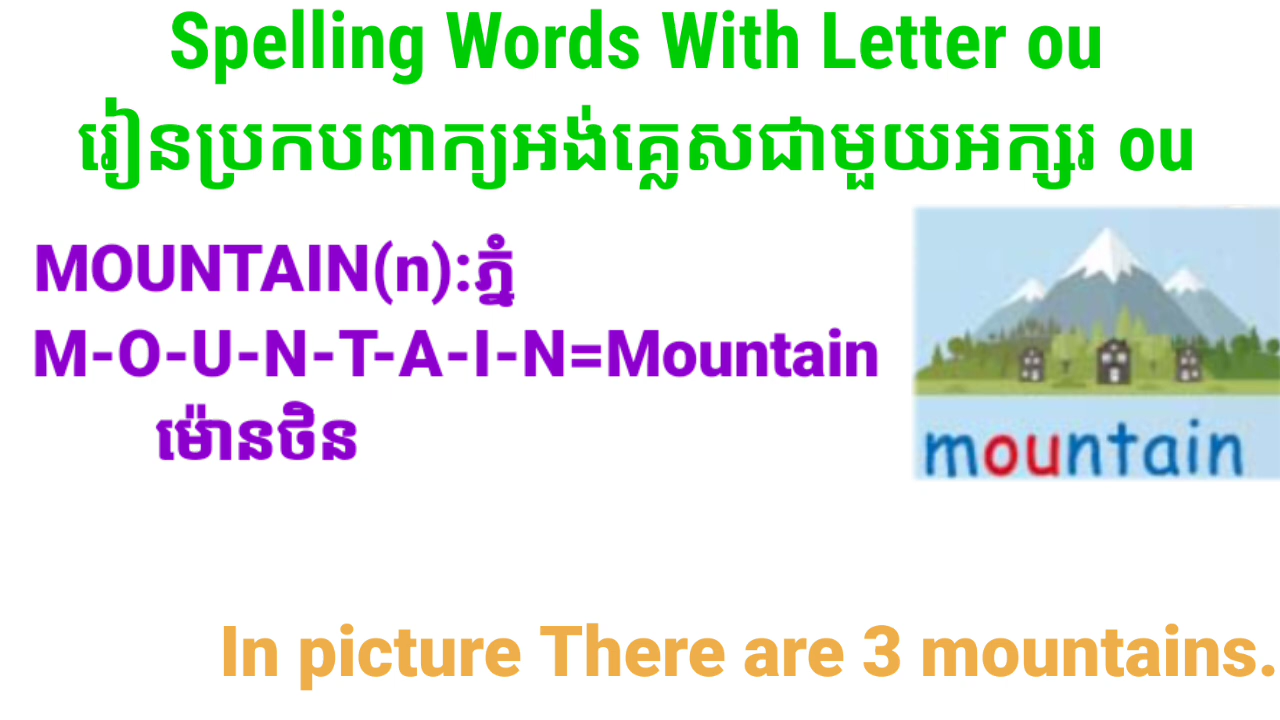 Spelling Words With Letter ou
រៀនប្រកបពាក្យអង់គ្លេសជាមួយអក្សរ ou
MOUNTAIN(n):ភ្នំ
M-O-U-N-T-A-I-N=Mountain
ម៉ោនថិន
mountain
In picture There are 3 mountains.